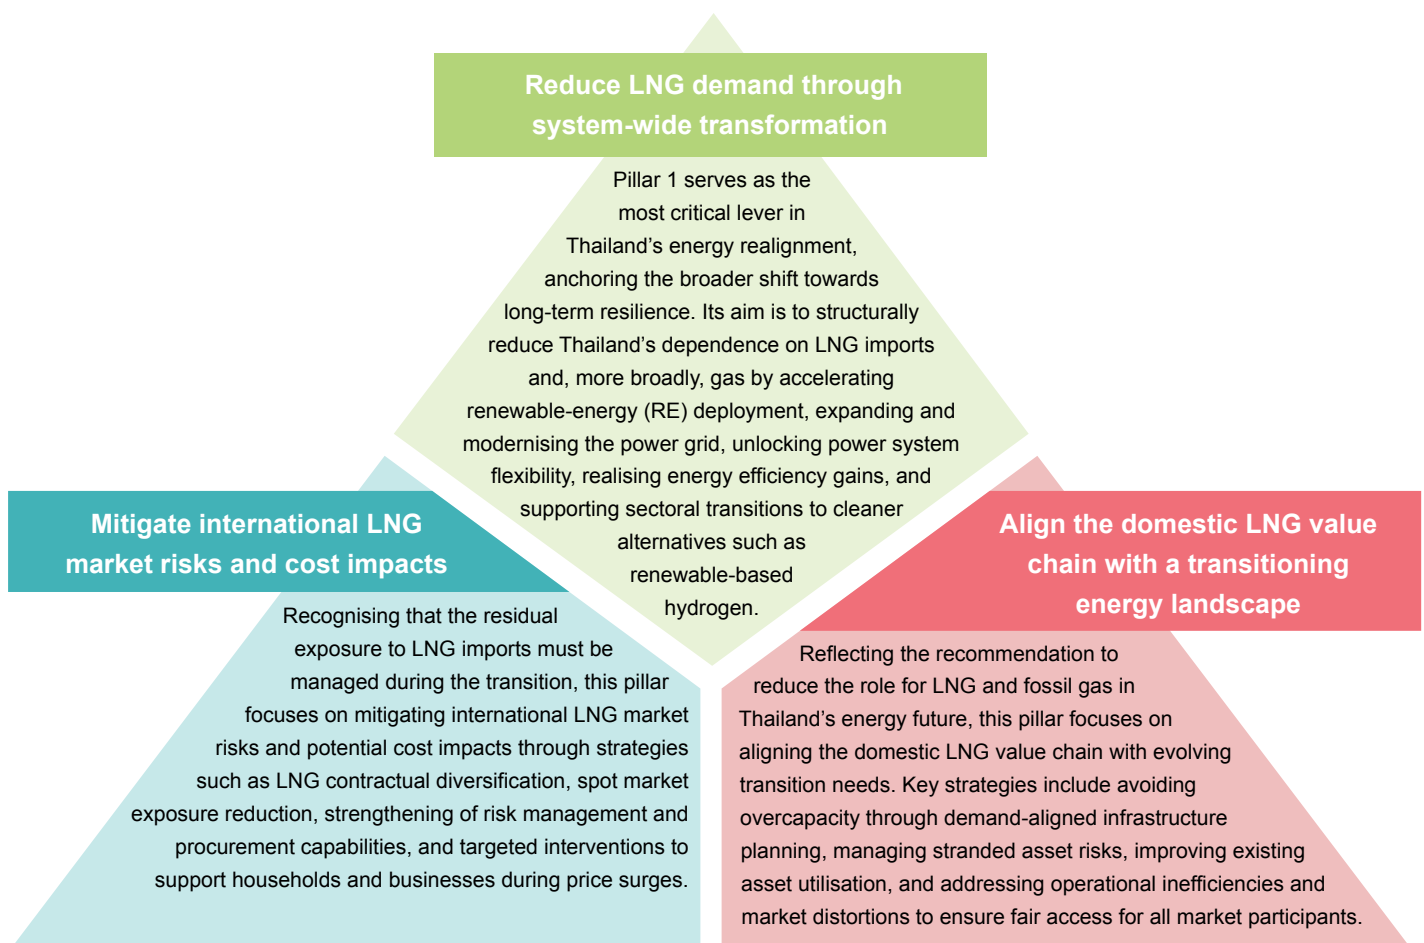 Reduce LNG demand through
system-wide transformation
Pillar 1 serves as the
most critical lever in
Thailand’s energy realignment,
anchoring the broader shift towards
long-term resilience. Its aim is to structurally
reduce Thailand’s dependence on LNG imports
and, more broadly, gas by accelerating
renewable-energy (RE) deployment, expanding and
modernising the power grid, unlocking power system
flexibility, realising energy efficiency gains, and
supporting sectoral transitions to cleaner
alternatives such as
renewable-based
hydrogen.
Mitigate international LNG
market risks and cost impacts
Recognising that the residual
exposure to LNG imports must be
managed during the transition, this pillar
focuses on mitigating international LNG market
risks and potential cost impacts through strategies
such as LNG contractual diversification, spot market
exposure reduction, strengthening of risk management and
procurement capabilities, and targeted interventions to
support households and businesses during price surges.
Align the domestic LNG value
chain with a transitioning
energy landscape
Reflecting the recommendation to
reduce the role for LNG and fossil gas in
Thailand’s energy future, this pillar focuses on
aligning the domestic LNG value chain with evolving
transition needs. Key strategies include avoiding
overcapacity through demand-aligned infrastructure
planning, managing stranded asset risks, improving existing
asset utilisation, and addressing operational inefficiencies and
market distortions to ensure fair access for all market participants.